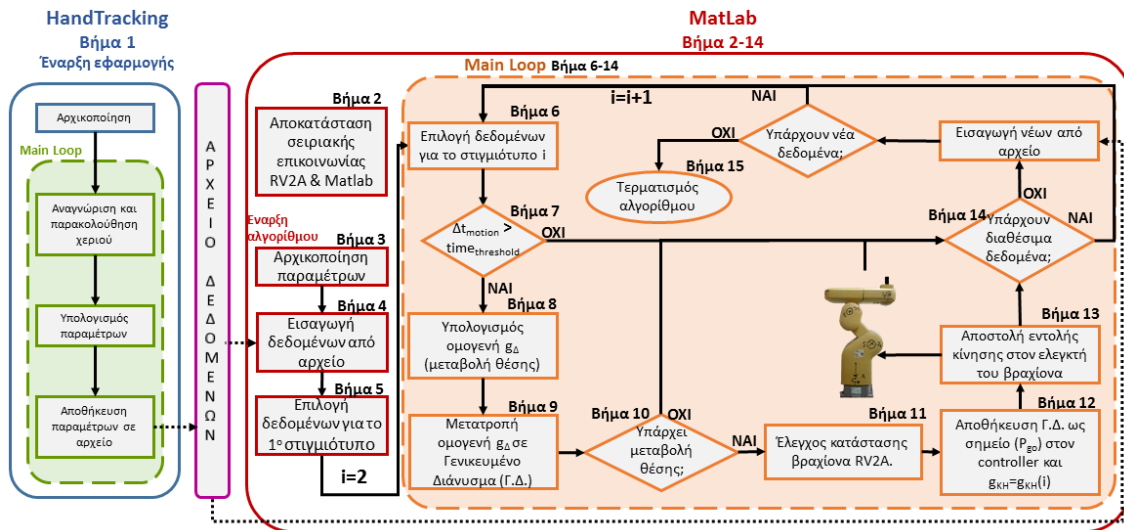 HandTracking
Βήμα 1
Έναρξη εφαρμογής
Αρχικοποίηση
Main Loop
Αναγνώριση και
παρακολούθηση
χεριού
Υπολογισμός
παραμέτρων
Αποθήκευση
παραμέτρων σε
αρχείο
ΑΡΧΕΙΟ ΔΕΔΟΜΕΝΩΝ
MatLab
Βήμα 2-14
Βήμα 2
Αποκατάσταση
σειριακής
επικοινωνίας
RV2A & Matlab
Εναρξη
αλγορίθμου
Βήμα 3
Αρχικοποίηση
παραμέτρων
Βήμα 4
Εισαγωγή
δεδομένων από
αρχείο
Βήμα 5
Επιλογή
δεδομένων για το
1ο στιγμιότυπο
i=2
Main Loop Βήμα 6-14
i=i+1
Βήμα 6
Επιλογή δεδομένων
για το στιγμιότυπο i
Βήμα 7
Δtmotion >
timethreshold
ΟΧΙ
ΝΑΙ
Βήμα 8
Υπολογισμός
ομογενή gΔ
(μεταβολή θέσης)
Βήμα 9
Μετατροπή
ομογενή gΔ σε
Γενικευμένο
Διάνυσμα (Γ.Δ.)
Βήμα 10
ΟΧΙ
Υπάρχει
μεταβολή
θέσης;
ΝΑΙ
Βήμα 11
Έλεγχος κατάστασης
βραχίονα RV2A.
Βήμα 12
Αποθήκευση Γ.Δ. ως
σημείο (Pgo) στον
controller και
gKH=gKH(i)
Βήμα 13
Αποστολή εντολής
κίνησης στον ελεγκτή
του βραχίονα
Βήμα 14
Υπάρχουν
διαθέσιμα
δεδομένα;
ΟΧΙ
ΝΑΙ
Εισαγωγή νέων από
αρχείο
Υπάρχουν νέα
δεδομένα;
ΝΑΙ
ΟΧΙ
Βήμα 15
Τερματισμός
αλγορίθμου